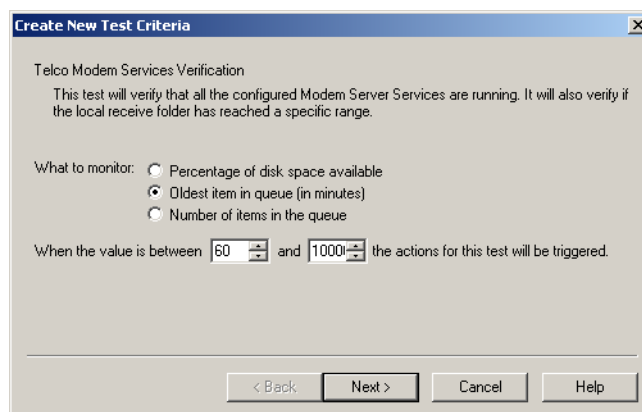 Create New Test Criteria
Telco Modem Services Verification
This test will verify that all the configured Modem Server Services are running. It will also verify if
the local receive folder has reached a specific range.
What to monitor: Percentage of disk space available
Oldest item in queue (in minutes)
Number of items in the queue
When the value is between 60 and the actions for this test will be triggered.
< Back Next > Cancel Help